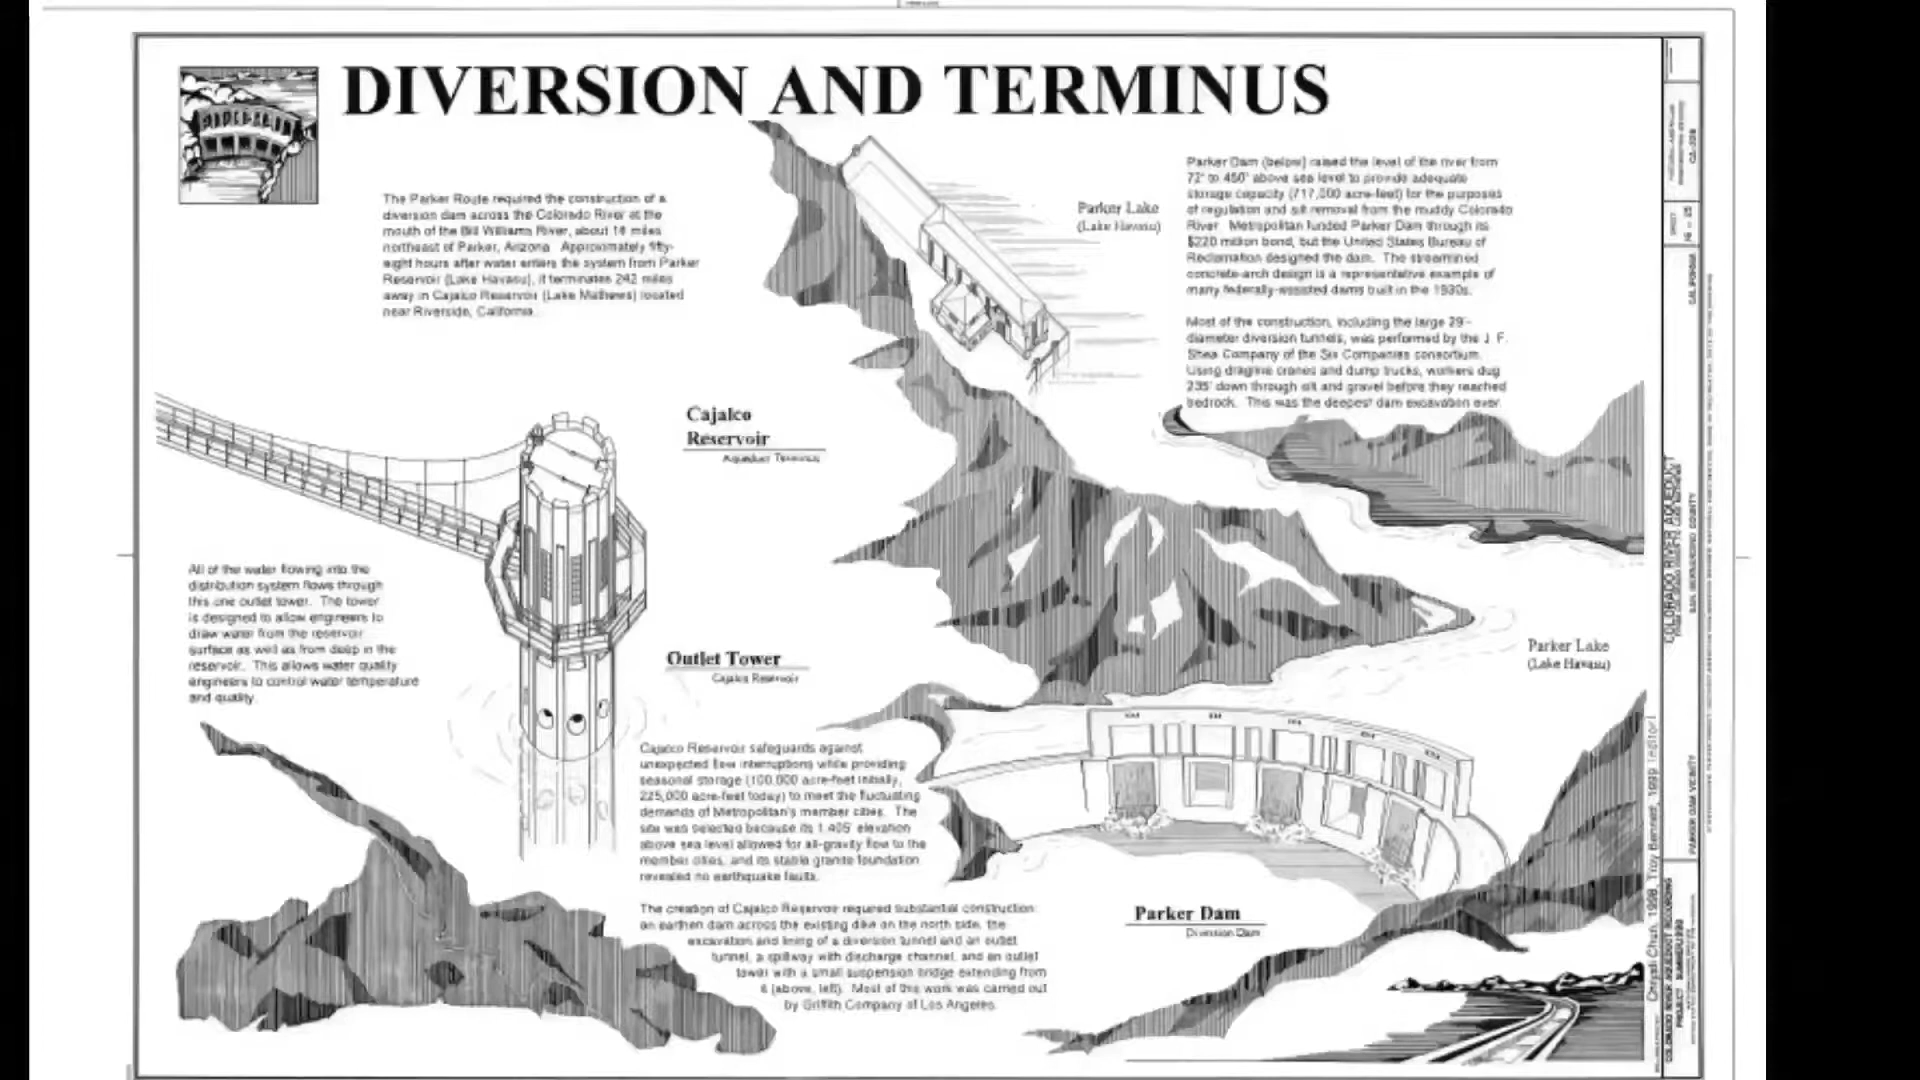 DIVERSION AND TERMINUS
The Parker Route required the construction of a
diversion dam across the Colorado River at the
mouth of the Bill Williams River, about 16 miles
northeast of Parker, Arizona. Approximately fifty-
eight hours after water enters the system from Parker
Reservoir (Lake Havasu), it terminates 242 miles
away in Cajalco Reservoir (Lake Mathews) located
near Riverside, California.
Parker Lake
(Lake Havasu)
Parker Dam (below) raised the level of the river from
72' to 450' above sea level to provide adequate
storage capacity (717,000 acre-feet) for the purposes
of regulation and silt removal from the muddy Colorado
River. Metropolitan funded Parker Dam through its
$220 million bond, but the United States Bureau of
Reclamation designed the dam. The streamlined
concrete-arch design is a representative example of
many federally-assisted dams built in the 1930s.
Most of the construction, including the large 29'-
diameter diversion tunnels, was performed by the J. F.
Shea Company of the Six Companies consortium.
Using dragline cranes and dump trucks, workers dug
235' down through silt and gravel before they reached
bedrock. This was the deepest dam excavation ever.
Cajalco
Reservoir
Aqueduct Terminus
All of the water flowing into the
distribution system flows through
this one outlet tower. The tower
is designed to allow engineers to
draw water from the reservoir
surface as well as from deep in the
reservoir. This allows water quality
engineers to control water temperature
and quality.
Outlet Tower
Cajalco Reservoir
Parker Lake
(Lake Havasu)
Cajalco Reservoir safeguards against
unexpected flow interruptions while providing
seasonal storage (100,000 acre-feet initially,
225,000 acre-feet today) to meet the fluctuating
demands of Metropolitan's member cities. The
site was selected because its 1,405' elevation
above sea level allowed for all-gravity flow to the
member cities, and its stable granite foundation
revealed no earthquake faults.
The creation of Cajalco Reservoir required substantial construction:
an earthen dam across the existing dike on the north side, the
excavation and lining of a diversion tunnel and an outlet
tunnel, a spillway with discharge channel, and an outlet
tower with a small suspension bridge extending from
it (above, left). Most of this work was carried out
by Griffith Company of Los Angeles.
Parker Dam
Diversion Dam
Chrysti Chun, 1998, Troy Bennett, 1999 (editor)
COLORADO RIVER AQUEDUCT
CALIFORNIA
SAN BERNARDINO COUNTY
PARKER DAM VICINITY
COLORADO RIVER AQUEDUCT RECORDING